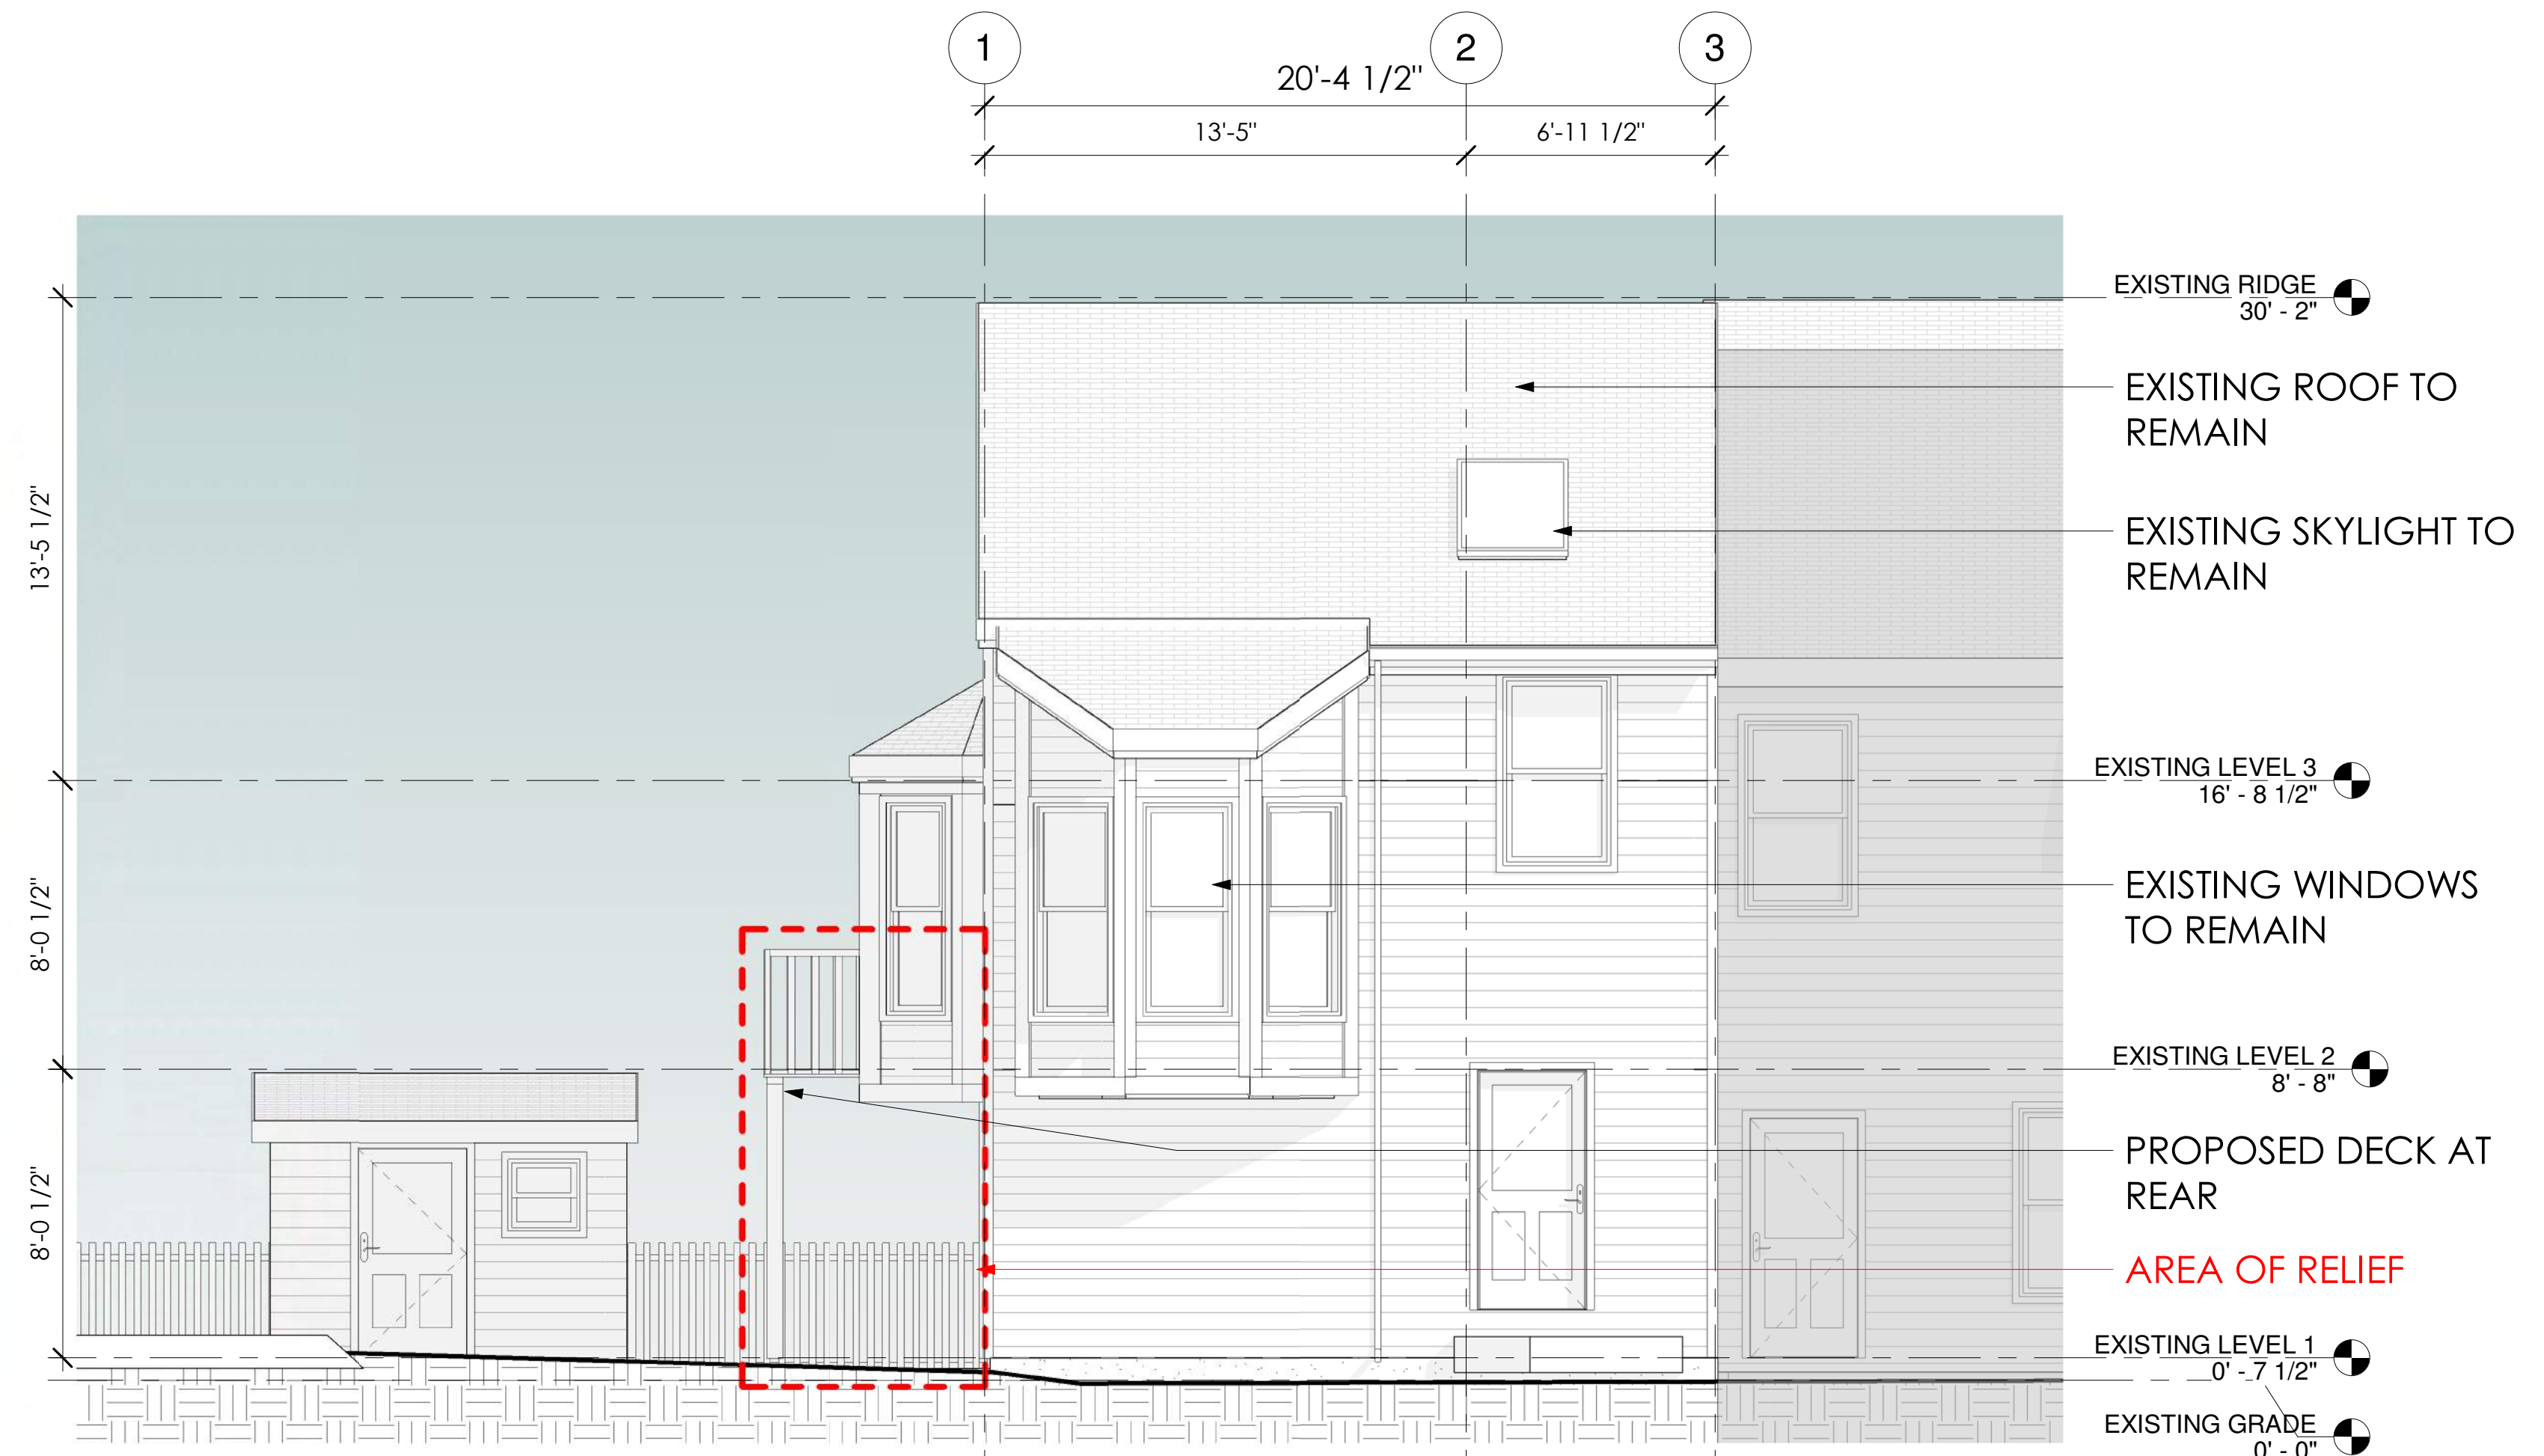 1
2
3
20'-4 1/2"
13'-5"
6'-11 1/2"
13'-5 1/2"
8'-0 1/2"
8'-0 1/2"
EXISTING RIDGE
30' - 2"
EXISTING ROOF TO
REMAIN
EXISTING SKYLIGHT TO
REMAIN
EXISTING LEVEL 3
16' - 8 1/2"
EXISTING WINDOWS
TO REMAIN
EXISTING LEVEL 2
8' - 8"
PROPOSED DECK AT
REAR
AREA OF RELIEF
EXISTING LEVEL 1
0' - 7 1/2"
EXISTING GRADE
0' - 0"